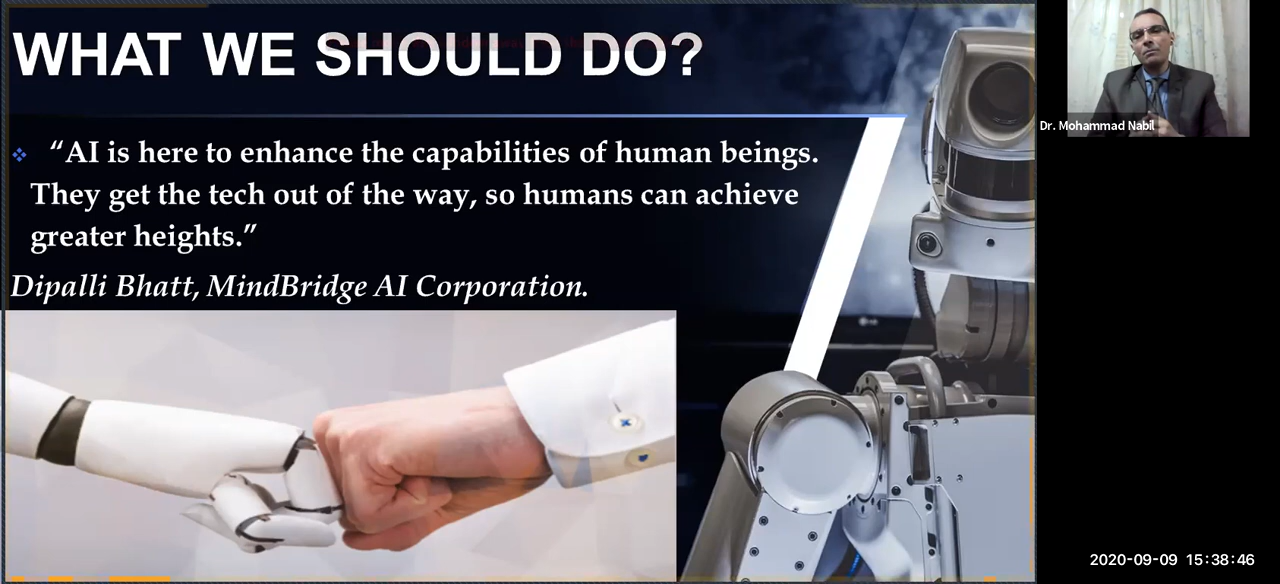 WHAT WE SHOULD DO?
❖ “AI is here to enhance the capabilities of human beings.
They get the tech out of the way, so humans can achieve
greater heights.”
Dipalli Bhatt, MindBridge AI Corporation.
Dr. Mohammad Nabil
2020-09-09 15:38:46